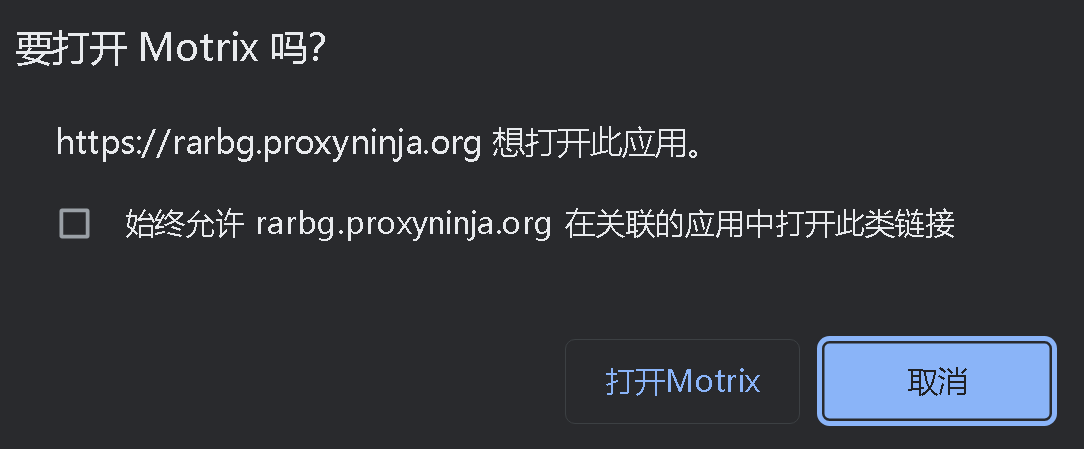 要打开 Motrix 吗？
https://rarbg.proxyninja.org 想打开此应用。
始终允许 rarbg.proxyninja.org 在关联的应用中打开此类链接
打开Motrix
取消